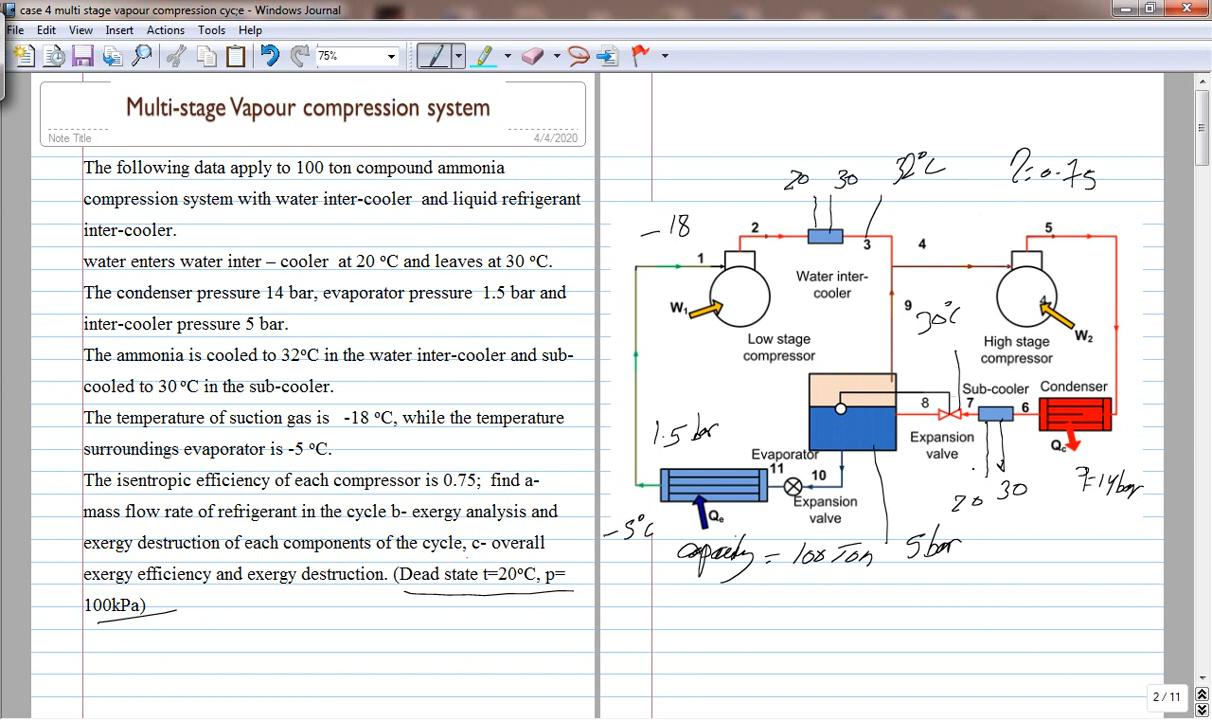 case 4 multi stage vapour compression cyc;e - Windows Journal
File Edit View Insert Actions Tools Help
75%
Multi-stage Vapour compression system
Note Title
4/4/2020
The following data apply to 100 ton compound ammonia
compression system with water inter-cooler and liquid refrigerant
inter-cooler.
water enters water inter – cooler at 20 ºC and leaves at 30 ºC.
The condenser pressure 14 bar, evaporator pressure 1.5 bar and
inter-cooler pressure 5 bar.
The ammonia is cooled to 32ºC in the water inter-cooler and sub-
cooled to 30 ºC in the sub-cooler.
The temperature of suction gas is -18 ºC, while the temperature
surroundings evaporator is -5 ºC.
The isentropic efficiency of each compressor is 0.75; find a-
mass flow rate of refrigerant in the cycle b- exergy analysis and
exergy destruction of each components of the cycle, c- overall
exergy efficiency and exergy destruction. (Dead state t=20ºC, p=
100kPa)
20 30 32°C
η=0.75
-18
1
2
3
4
5
Water inter-
cooler
W₁
W₂
Low stage
compressor
High stage
compressor
9
30°C
Sub-cooler
Condenser
8
7
6
Expansion
valve
Qc
1.5 bar
Evaporator
11
10
Expansion
valve
Qe
20 30
P=14 bar
-5°C
capacity = 100 Ton
5 bar
2 / 11